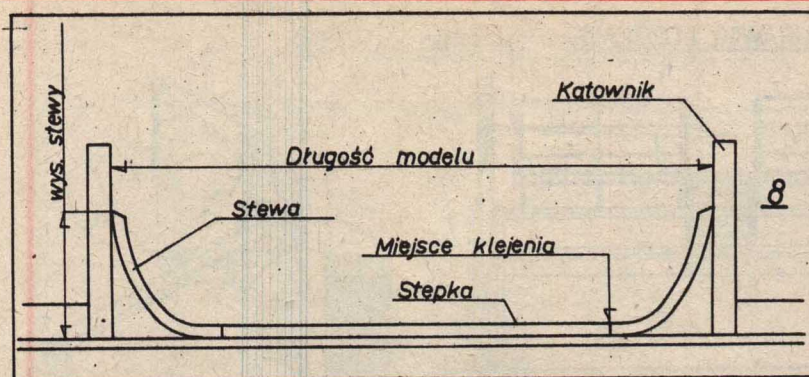 Kątownik
wys. stewy
Długość modelu
8
Stewa
Miejsce klejenia
Stępka